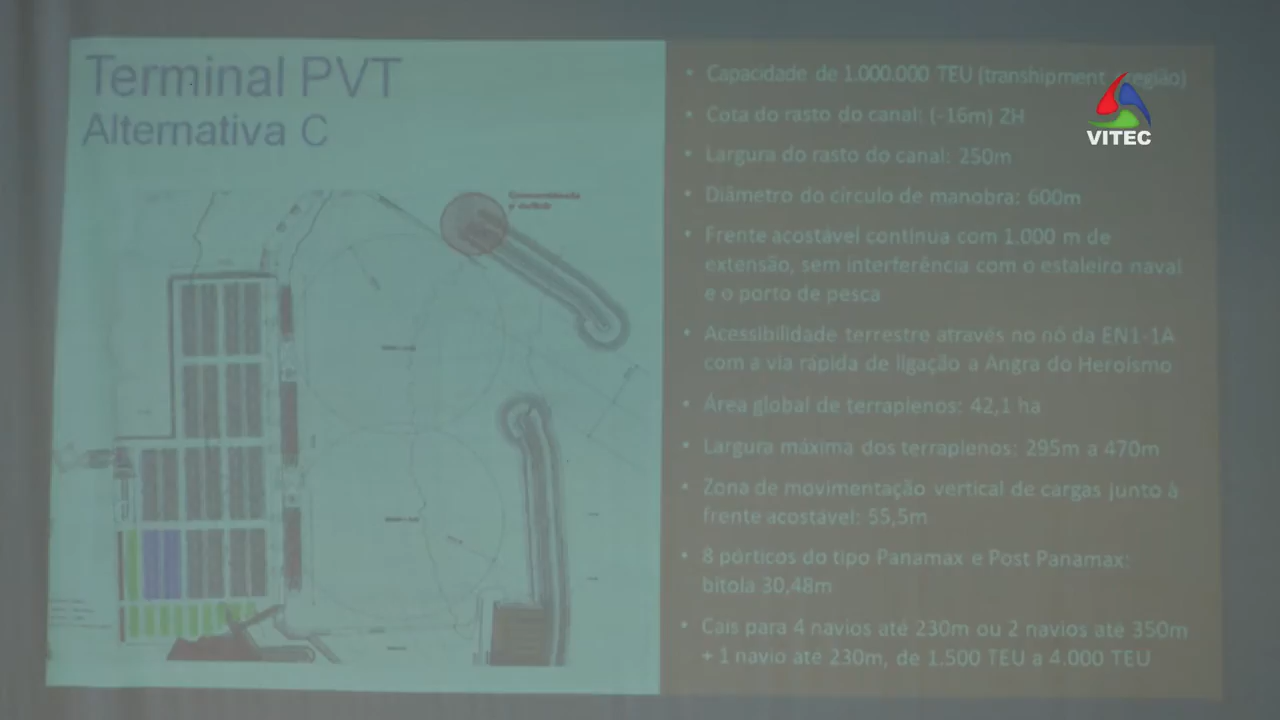 Terminal PVT
Alternativa C
• Capacidade de 1.000.000 TEU (transhipment região)
VITEC
• Cota do rasto do canal: (-16m) ZH
• Largura do rasto do canal: 250m
• Diâmetro do círculo de manobra: 600m
• Frente acostável contínua com 1.000 m de
extensão, sem interferência com o estaleiro naval
e o porto de pesca
• Acessibilidade terrestro através no nó da EN1-1A
com a via rápida de ligação a Angra do Heroísmo
• Área global de terraplenos: 42,1 ha
• Largura máxima dos terraplenos: 295m a 470m
• Zona de movimentação vertical de cargas junto à
frente acostável: 55,5m
• 8 pórticos do tipo Panamax e Post Panamax:
bitola 30,48m
• Cais para 4 navios até 230m ou 2 navios até 350m
+ 1 navio até 230m, de 1.500 TEU a 4.000 TEU